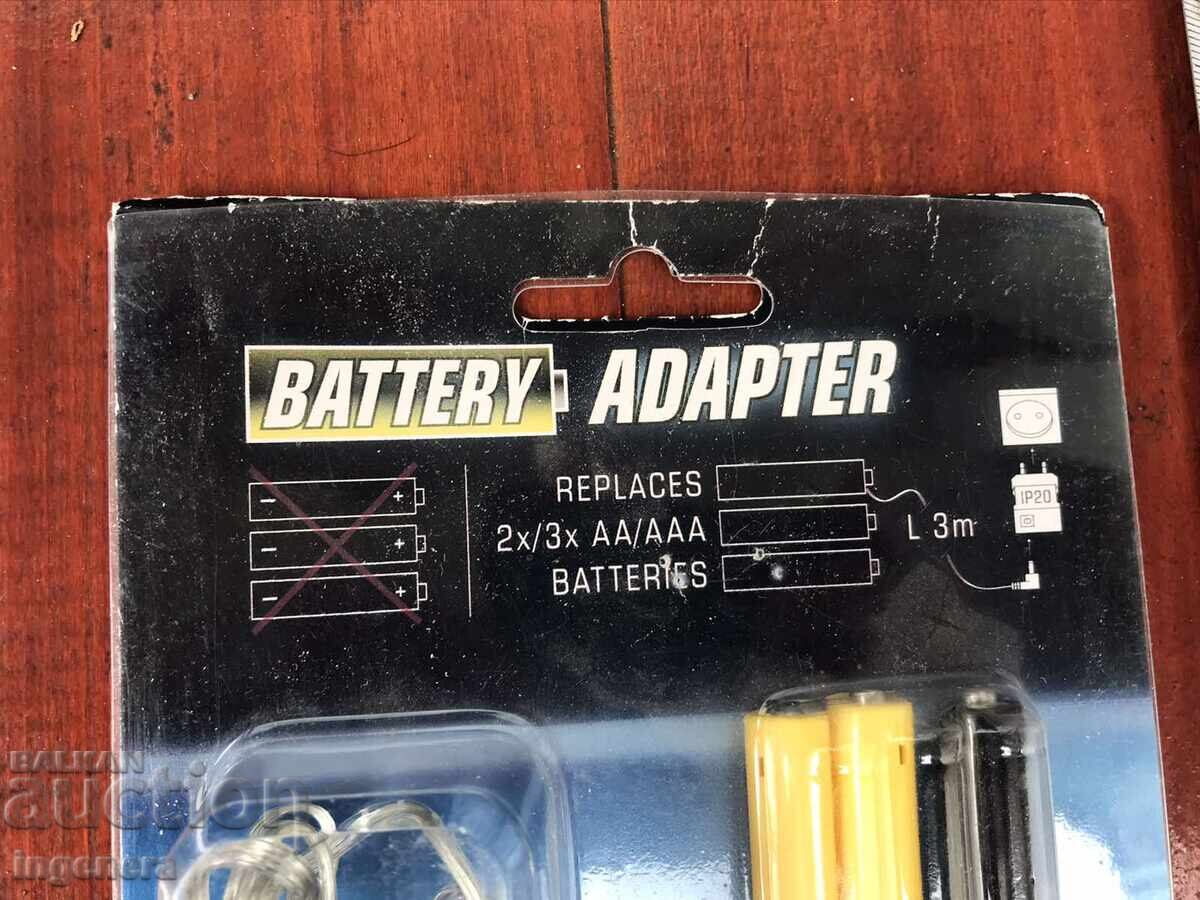 BATTERY ADAPTER
REPLACES
2x/3x AA/AAA
BATTERIES
L 3m
IP20
BALKAN
auction
ingenera